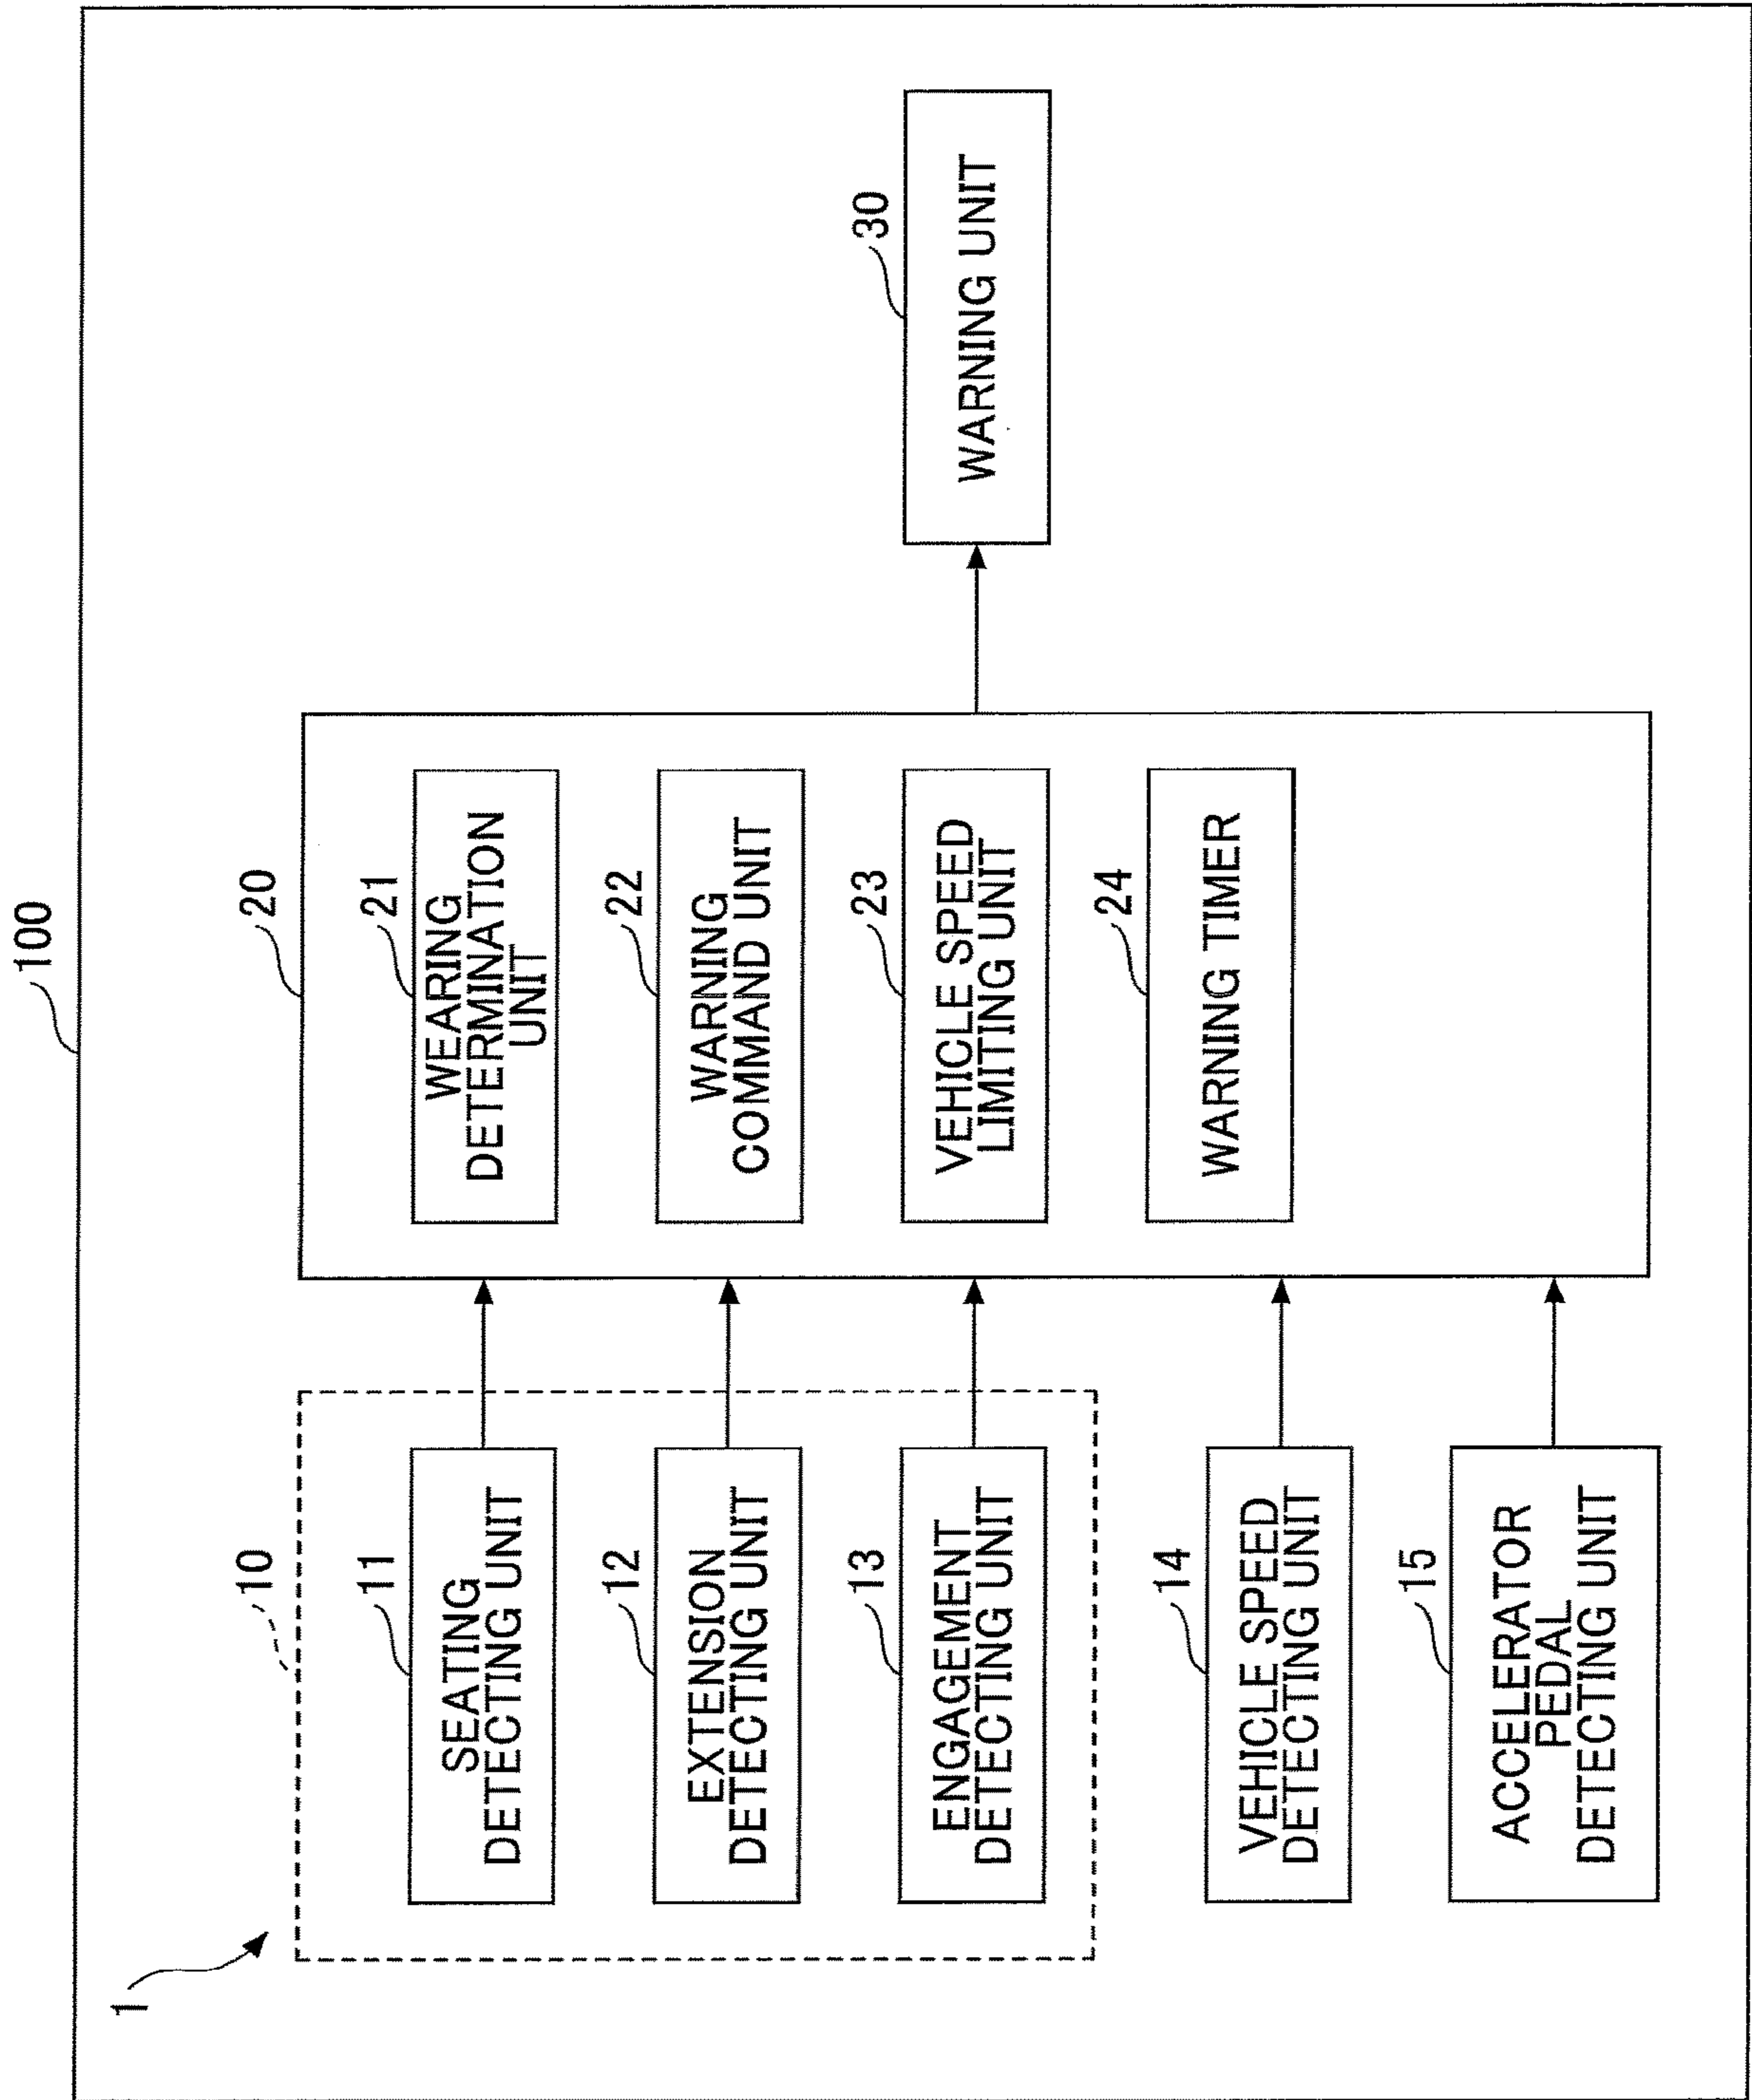 100
1
10
11
SEATING
DETECTING UNIT
12
EXTENSION
DETECTING UNIT
13
ENGAGEMENT
DETECTING UNIT
14
VEHICLE SPEED
DETECTING UNIT
15
ACCELERATOR
PEDAL
DETECTING UNIT
20
21
WEARING
DETERMINATION
UNIT
22
WARNING
COMMAND UNIT
23
VEHICLE SPEED
LIMITING UNIT
24
WARNING TIMER
30
WARNING UNIT